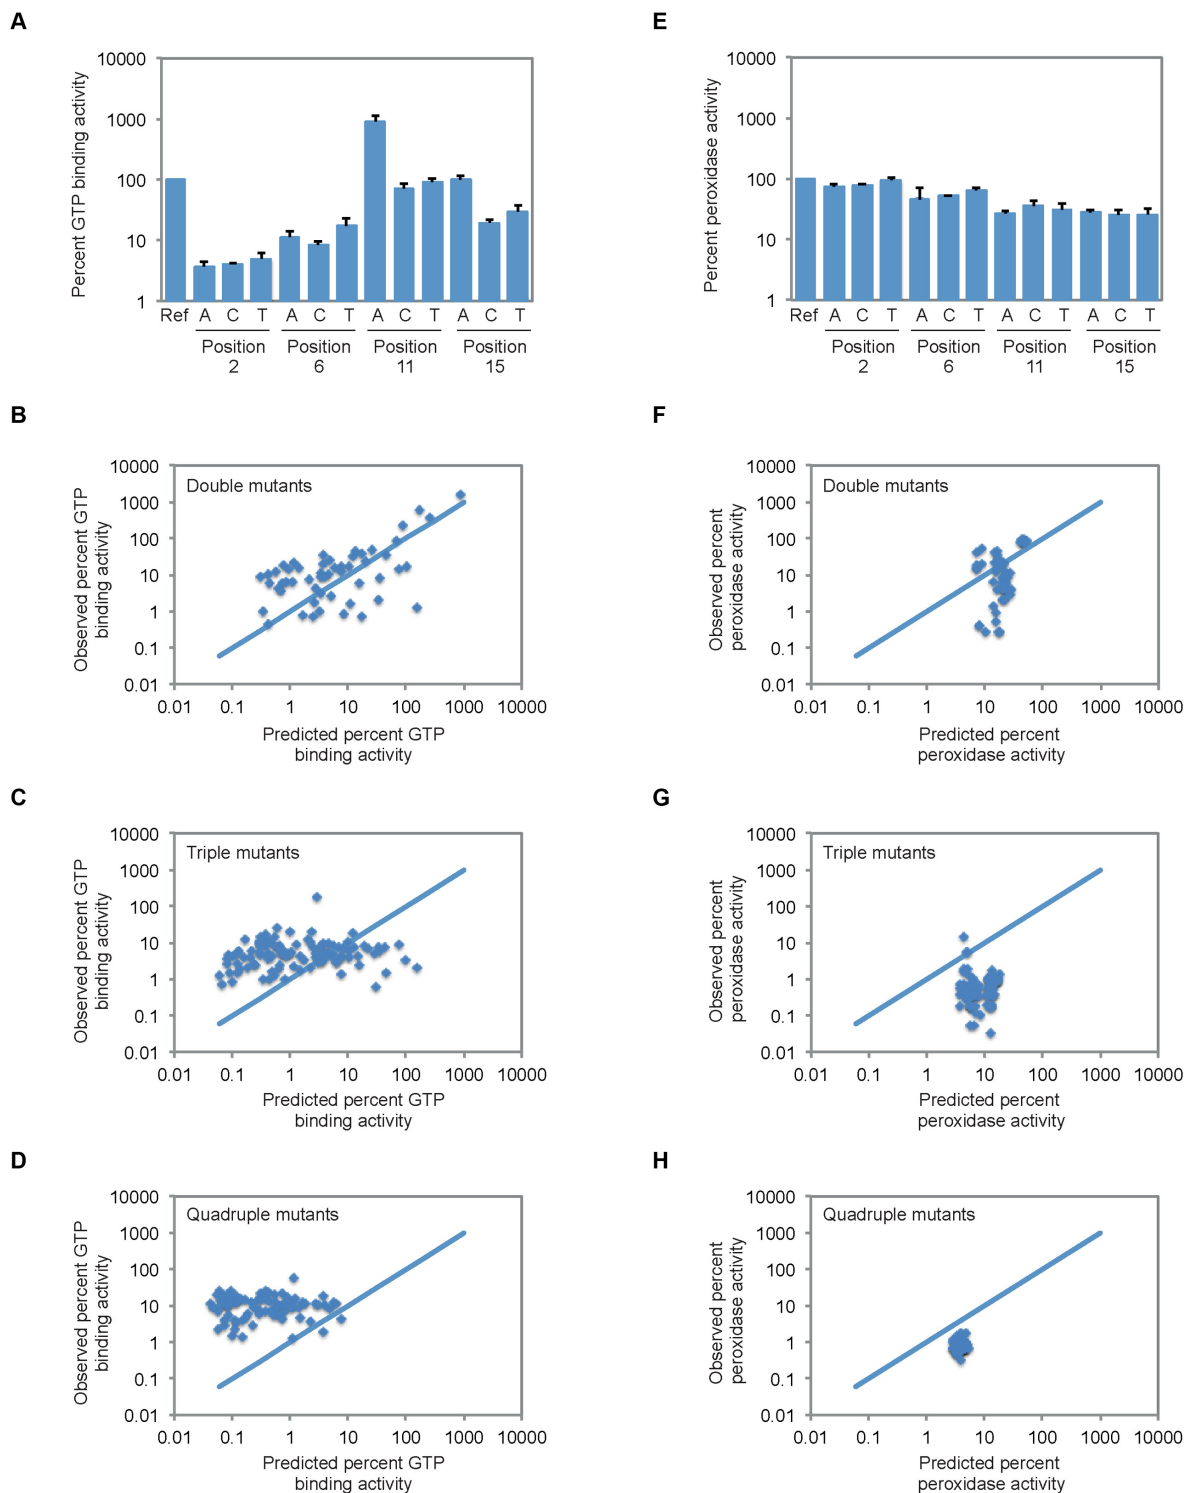 A
Percent GTP binding activity
10000
1000
100
10
1
Ref A C T A C T A C T A C T
Position 2
Position 6
Position 11
Position 15
E
Percent peroxidase activity
10000
1000
100
10
1
Ref A C T A C T A C T A C T
Position 2
Position 6
Position 11
Position 15
B
Observed percent GTP
binding activity
10000
1000
100
10
1
0.1
0.01
Double mutants
0.01 0.1 1 10 100 1000 10000
Predicted percent GTP
binding activity
F
Observed percent
peroxidase activity
10000
1000
100
10
1
0.1
0.01
Double mutants
0.01 0.1 1 10 100 1000 10000
Predicted percent
peroxidase activity
C
Observed percent GTP
binding activity
10000
1000
100
10
1
0.1
0.01
Triple mutants
0.01 0.1 1 10 100 1000 10000
Predicted percent GTP
binding activity
G
Observed percent
peroxidase activity
10000
1000
100
10
1
0.1
0.01
Triple mutants
0.01 0.1 1 10 100 1000 10000
Predicted percent
peroxidase activity
D
Observed percent GTP
binding activity
10000
1000
100
10
1
0.1
0.01
Quadruple mutants
0.01 0.1 1 10 100 1000 10000
Predicted percent GTP
binding activity
H
Observed percent
peroxidase activity
10000
1000
100
10
1
0.1
0.01
Quadruple mutants
0.01 0.1 1 10 100 1000 10000
Predicted percent
peroxidase activity